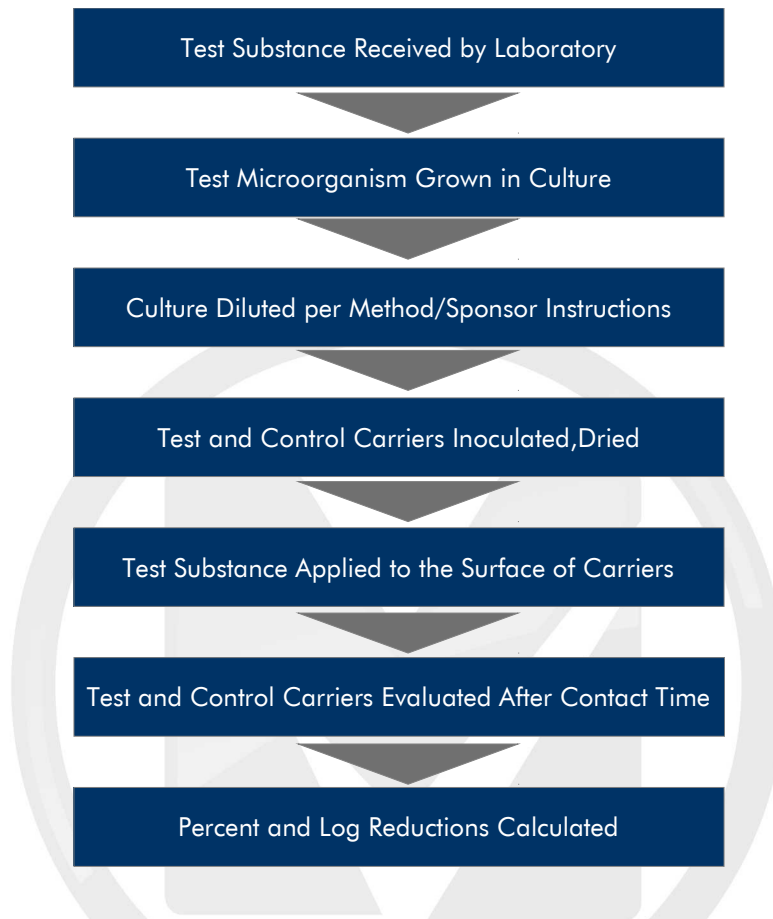 Test Substance Received by Laboratory
Test Microorganism Grown in Culture
Culture Diluted per Method/Sponsor Instructions
Test and Control Carriers Inoculated,Dried
Test Substance Applied to the Surface of Carriers
Test and Control Carriers Evaluated After Contact Time
Percent and Log Reductions Calculated